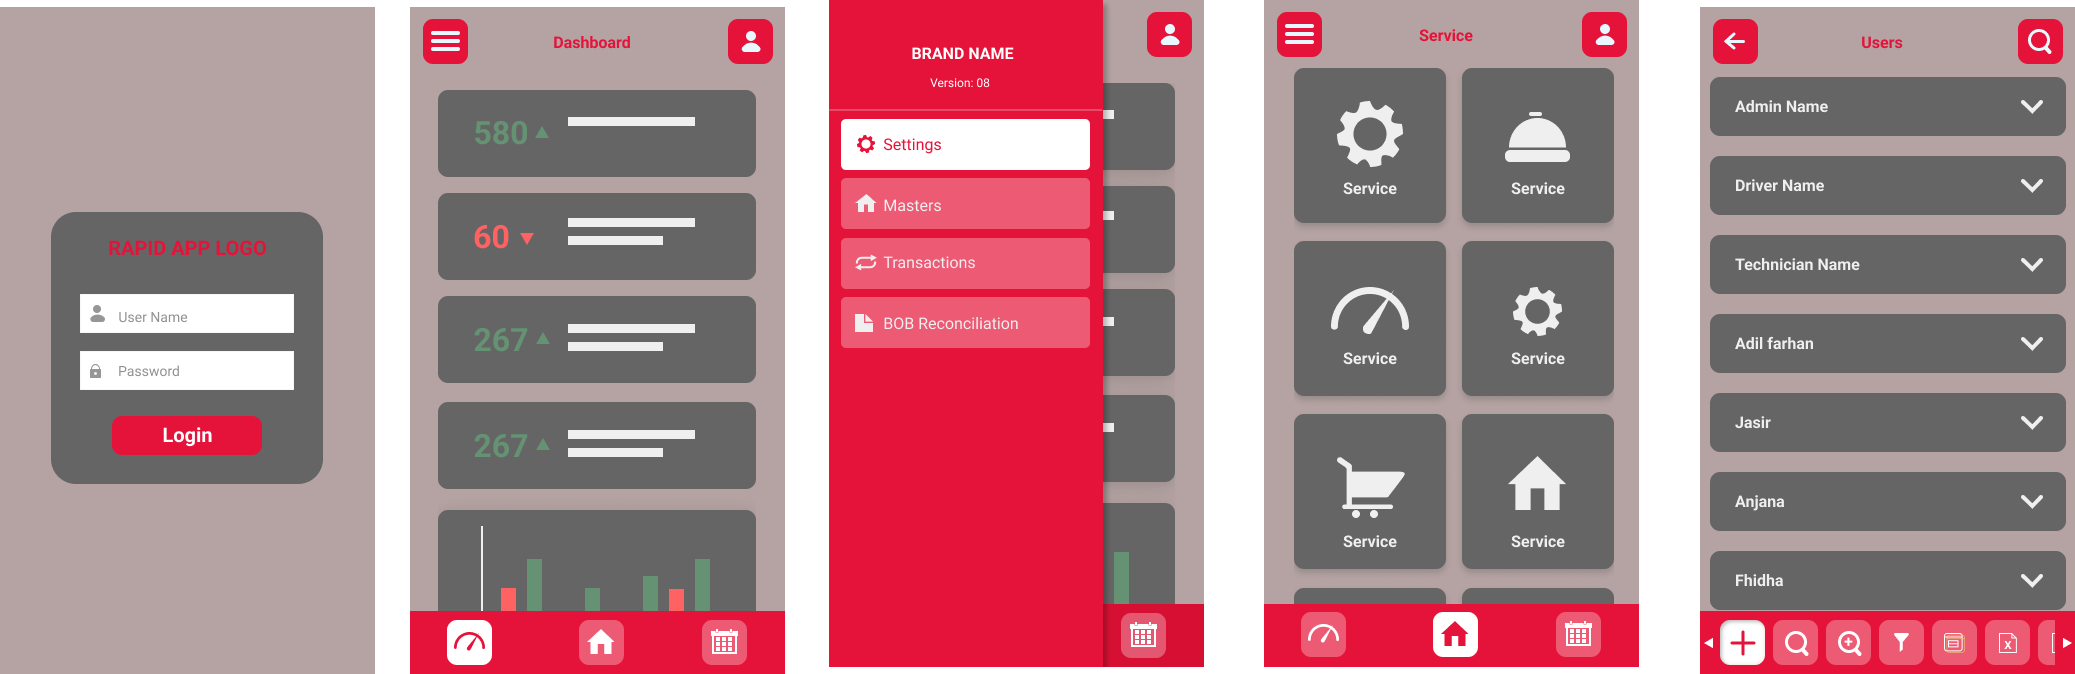 RAPID APP LOGO
User Name
Password
Login
Dashboard
580
60
267
267
BRAND NAME
Version: 08
Settings
Masters
Transactions
BOB Reconciliation
Service
Service
Service
Service
Service
Service
Service
Users
Admin Name
Driver Name
Technician Name
Adil farhan
Jasir
Anjana
Fhidha
X